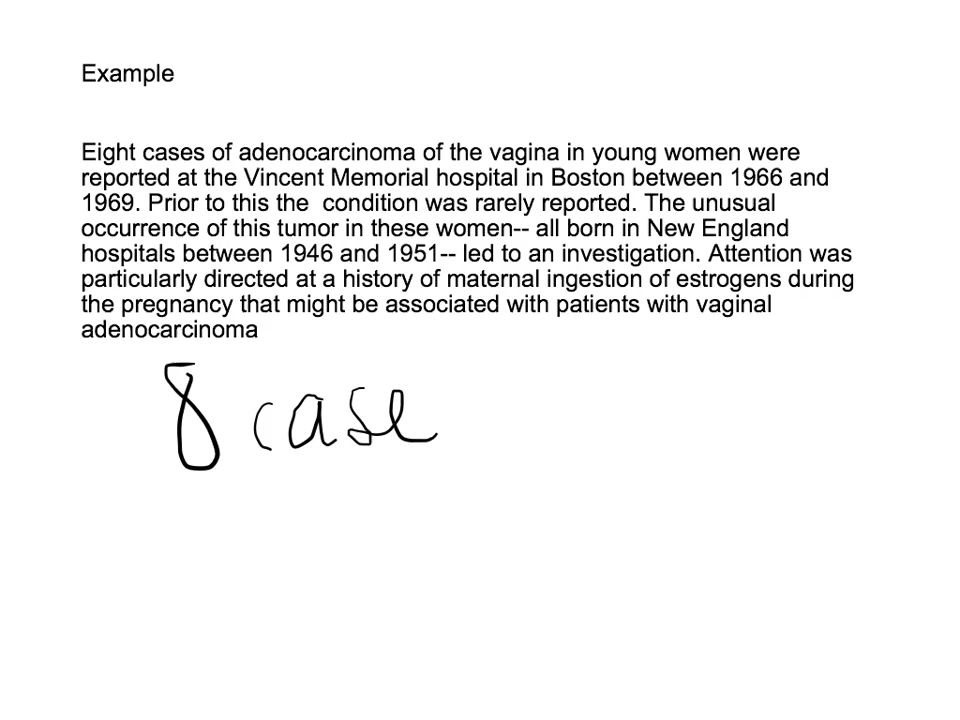 Example
Eight cases of adenocarcinoma of the vagina in young women were
reported at the Vincent Memorial hospital in Boston between 1966 and
1969. Prior to this the  condition was rarely reported. The unusual
occurrence of this tumor in these women-- all born in New England
hospitals between 1946 and 1951-- led to an investigation. Attention was
particularly directed at a history of maternal ingestion of estrogens during
the pregnancy that might be associated with patients with vaginal
adenocarcinoma
8 case